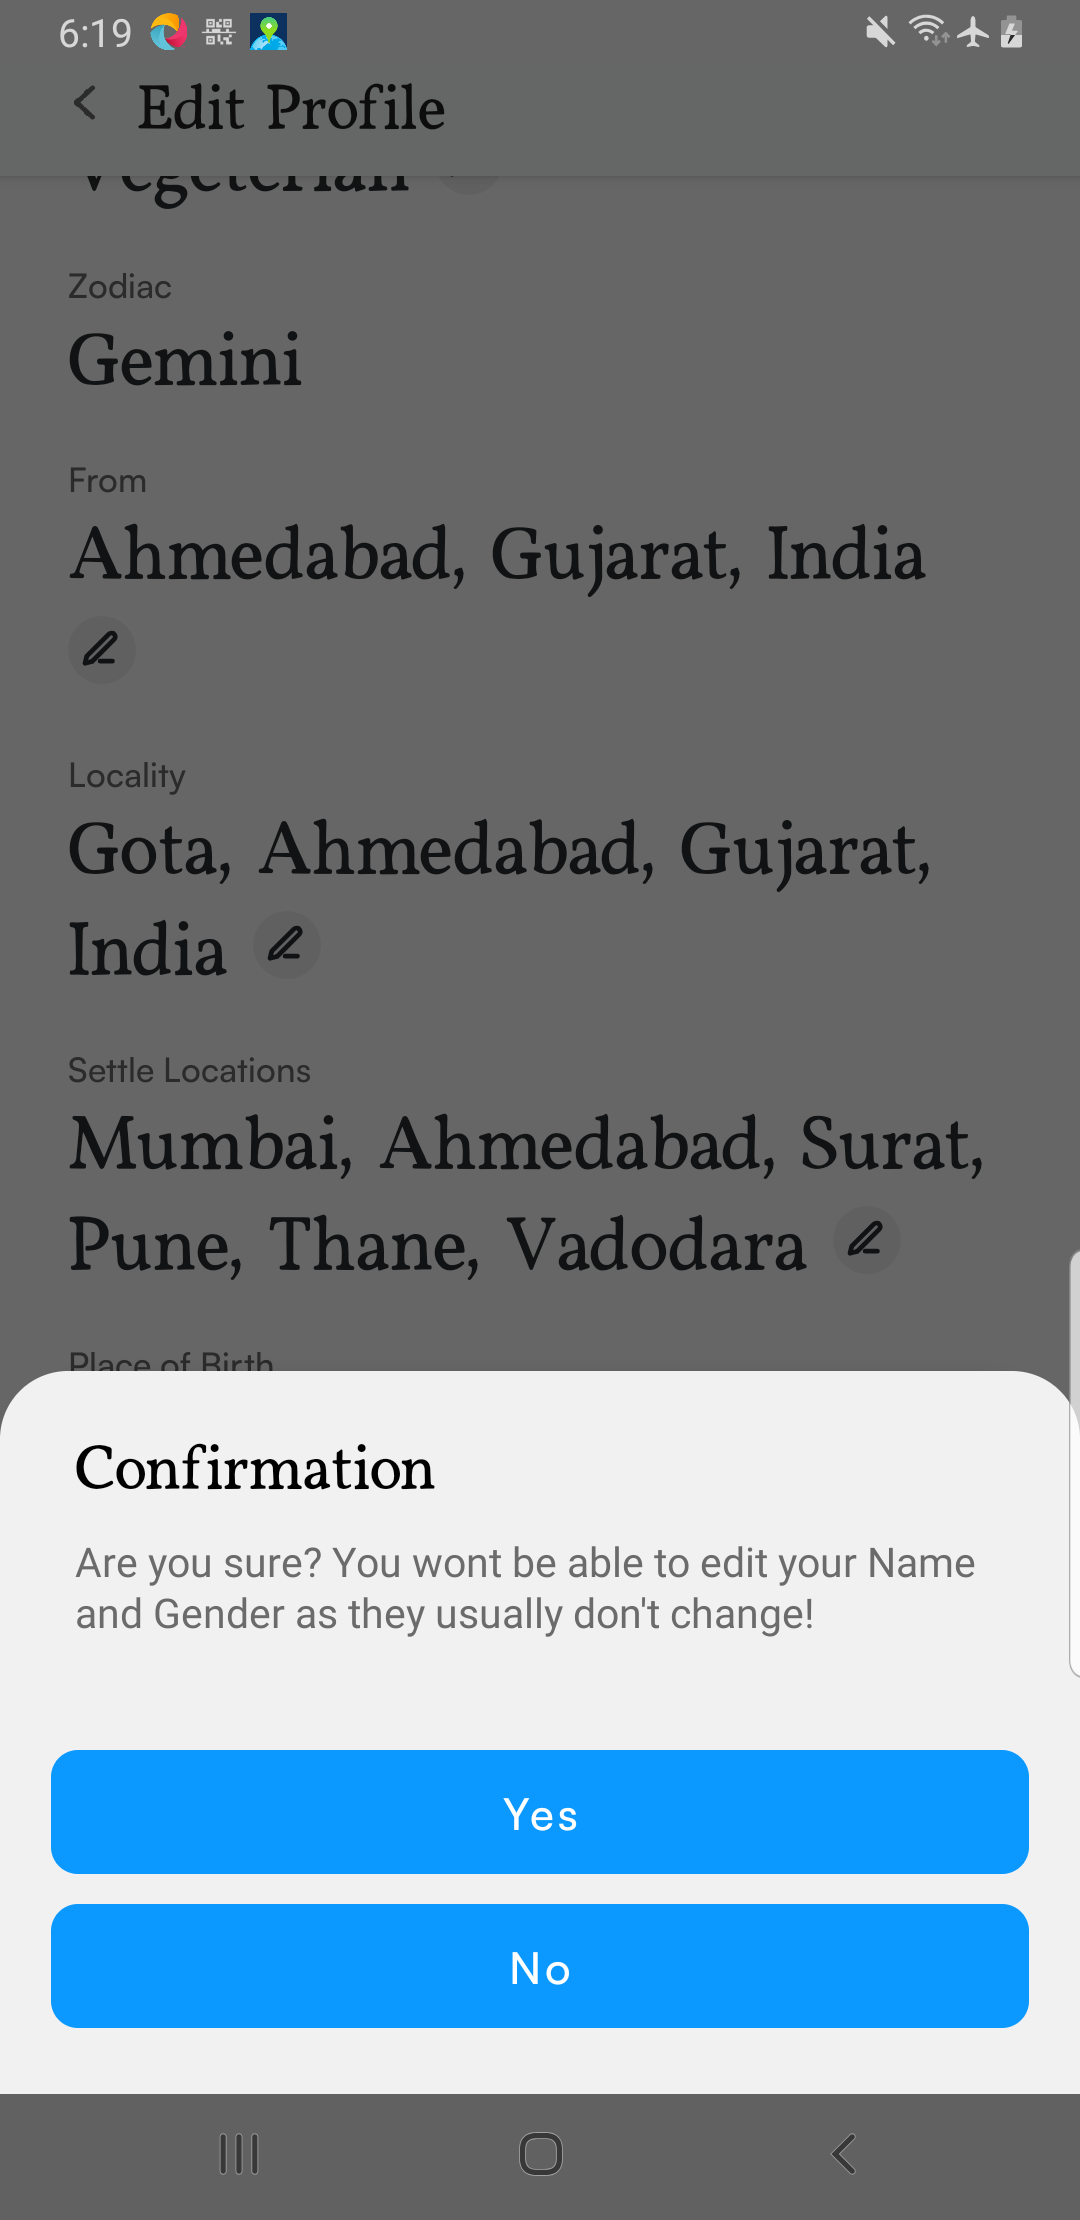 6:19
Edit Profile
Vegeterian
Zodiac
Gemini
From
Ahmedabad, Gujarat, India
Locality
Gota, Ahmedabad, Gujarat,
India
Settle Locations
Mumbai, Ahmedabad, Surat,
Pune, Thane, Vadodara
Place of Birth
Confirmation
Are you sure? You wont be able to edit your Name
and Gender as they usually don't change!
Yes
No